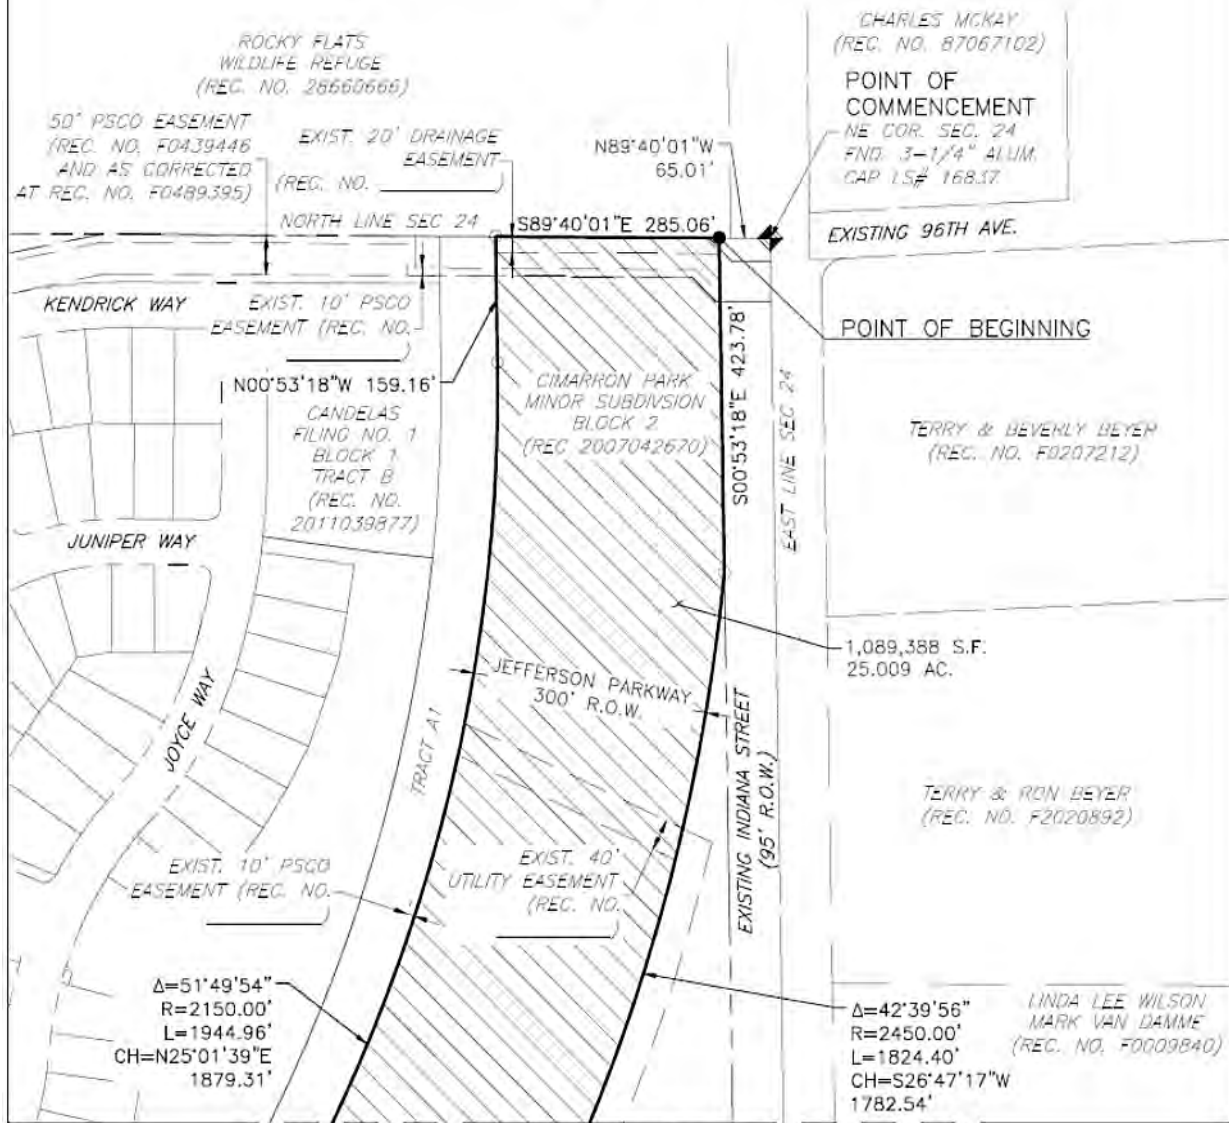 ROCKY FLATS
WILDLIFE REFUGE
(REC. NO. 28660666)
CHARLES MCKAY
(REC. NO. 87067102)
POINT OF
COMMENCEMENT
NE COR. SEC. 24
FND. 3-1/4" ALUM.
CAP LS# 16837
50' PSCO EASEMENT
(REC. NO. F0439446
AND AS CORRECTED
AT REC. NO. F0489395)
EXIST. 20' DRAINAGE
EASEMENT
(REC. NO. )
N89°40'01"W
65.01'
NORTH LINE SEC 24
S89°40'01"E 285.06'
EXISTING 96TH AVE.
KENDRICK WAY
EXIST. 10' PSCO
EASEMENT (REC. NO.
)
POINT OF BEGINNING
N00°53'18"W 159.16'
CIMARRON PARK
MINOR SUBDIVSION
BLOCK 2
(REC 2007042670)
S00°53'18"E 423.78'
EAST LINE SEC 24
CANDELAS
FILING NO. 1
BLOCK 1
TRACT B
(REC. NO.
2011039877)
TERRY & BEVERLY BEYER
(REC. NO. F0207212)
JUNIPER WAY
1,089,388 S.F.
25.009 AC.
JEFFERSON PARKWAY
300' R.O.W.
JOYCE WAY
TRACT A1
EXISTING INDIANA STREET
(95' R.O.W.)
TERRY & RON BEYER
(REC. NO. F2020892)
EXIST. 10' PSCO
EASEMENT (REC. NO.
)
EXIST. 40'
UTILITY EASEMENT
(REC. NO.
)
Δ=51°49'54"
R=2150.00'
L=1944.96'
CH=N25°01'39"E
1879.31'
Δ=42°39'56"
R=2450.00'
L=1824.40'
CH=S26°47'17"W
1782.54'
LINDA LEE WILSON
MARK VAN DAMME
(REC. NO. F0009840)